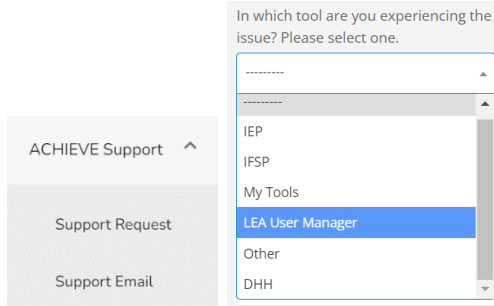 In which tool are you experiencing the
issue? Please select one.
---------
---------
IEP
IFSP
My Tools
LEA User Manager
Other
DHH
ACHIEVE Support
Support Request
Support Email